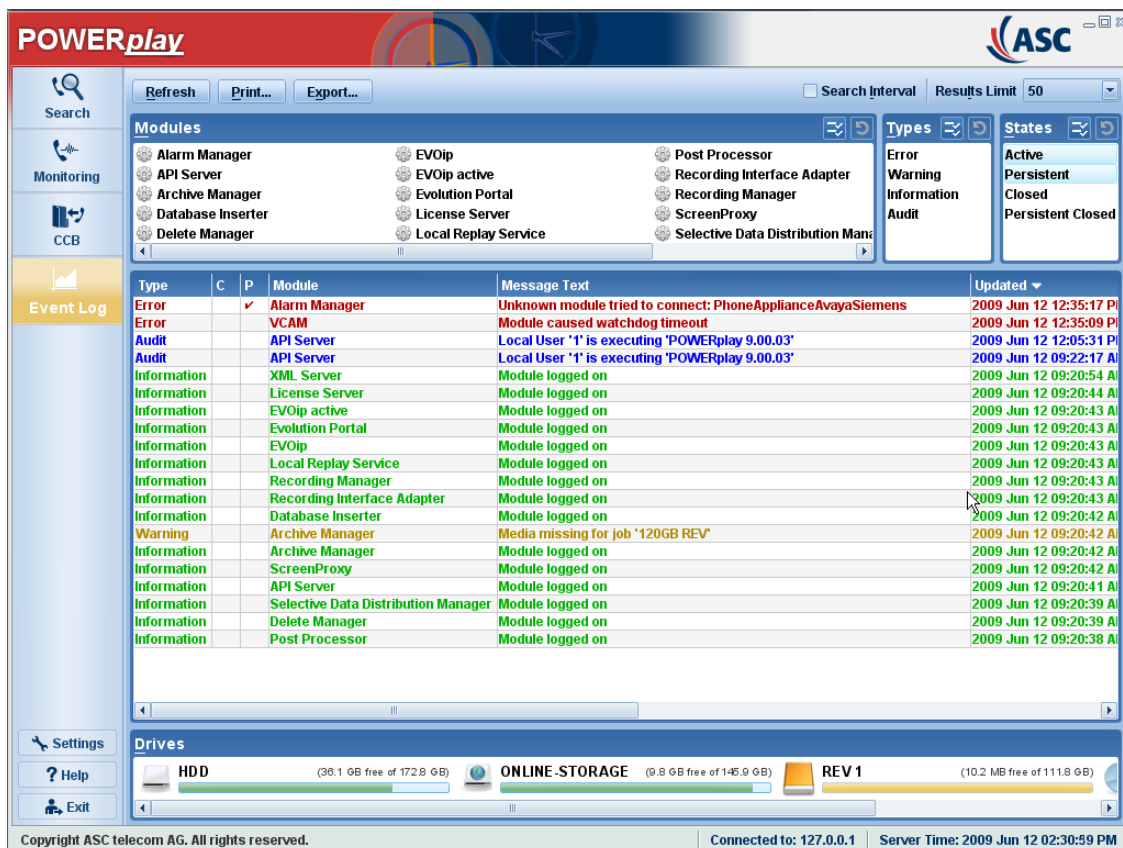 POWERplay
ASC
Search
Monitoring
CCB
Event Log
Refresh Print... Export... Search Interval Results Limit 50
Modules
Alarm Manager EVOip Post Processor
API Server EVOip active Recording Interface Adapter
Archive Manager Evolution Portal Recording Manager
Database Inserter License Server ScreenProxy
Delete Manager Local Replay Service Selective Data Distribution Mana
Types
Error
Warning
Information
Audit
States
Active
Persistent
Closed
Persistent Closed
Type C P Module Message Text Updated
Error Alarm Manager Unknown module tried to connect: PhoneApplianceAvayaSiemens 2009 Jun 12 12:35:17 P
Error VCAM Module caused watchdog timeout 2009 Jun 12 12:35:09 P
Audit API Server Local User '1' is executing 'POWERplay 9.00.03' 2009 Jun 12 12:05:31 P
Audit API Server Local User '1' is executing 'POWERplay 9.00.03' 2009 Jun 12 09:22:17 A
Information XML Server Module logged on 2009 Jun 12 09:20:54 A
Information License Server Module logged on 2009 Jun 12 09:20:44 A
Information EVOip active Module logged on 2009 Jun 12 09:20:43 A
Information Evolution Portal Module logged on 2009 Jun 12 09:20:43 A
Information EVOip Module logged on 2009 Jun 12 09:20:43 A
Information Local Replay Service Module logged on 2009 Jun 12 09:20:43 A
Information Recording Manager Module logged on 2009 Jun 12 09:20:43 A
Information Recording Interface Adapter Module logged on 2009 Jun 12 09:20:43 A
Information Database Inserter Module logged on 2009 Jun 12 09:20:42 A
Warning Archive Manager Media missing for job '120GB REV' 2009 Jun 12 09:20:42 A
Information Archive Manager Module logged on 2009 Jun 12 09:20:42 A
Information ScreenProxy Module logged on 2009 Jun 12 09:20:42 A
Information API Server Module logged on 2009 Jun 12 09:20:41 A
Information Selective Data Distribution Manager Module logged on 2009 Jun 12 09:20:39 A
Information Delete Manager Module logged on 2009 Jun 12 09:20:39 A
Information Post Processor Module logged on 2009 Jun 12 09:20:38 A
Settings
? Help
Exit
Drives
HDD (36.1 GB free of 172.8 GB) ONLINE-STORAGE (9.8 GB free of 145.9 GB) REV 1 (10.2 MB free of 111.8 GB)
Copyright ASC telecom AG. All rights reserved. Connected to: 127.0.0.1 Server Time: 2009 Jun 12 02:30:59 PM